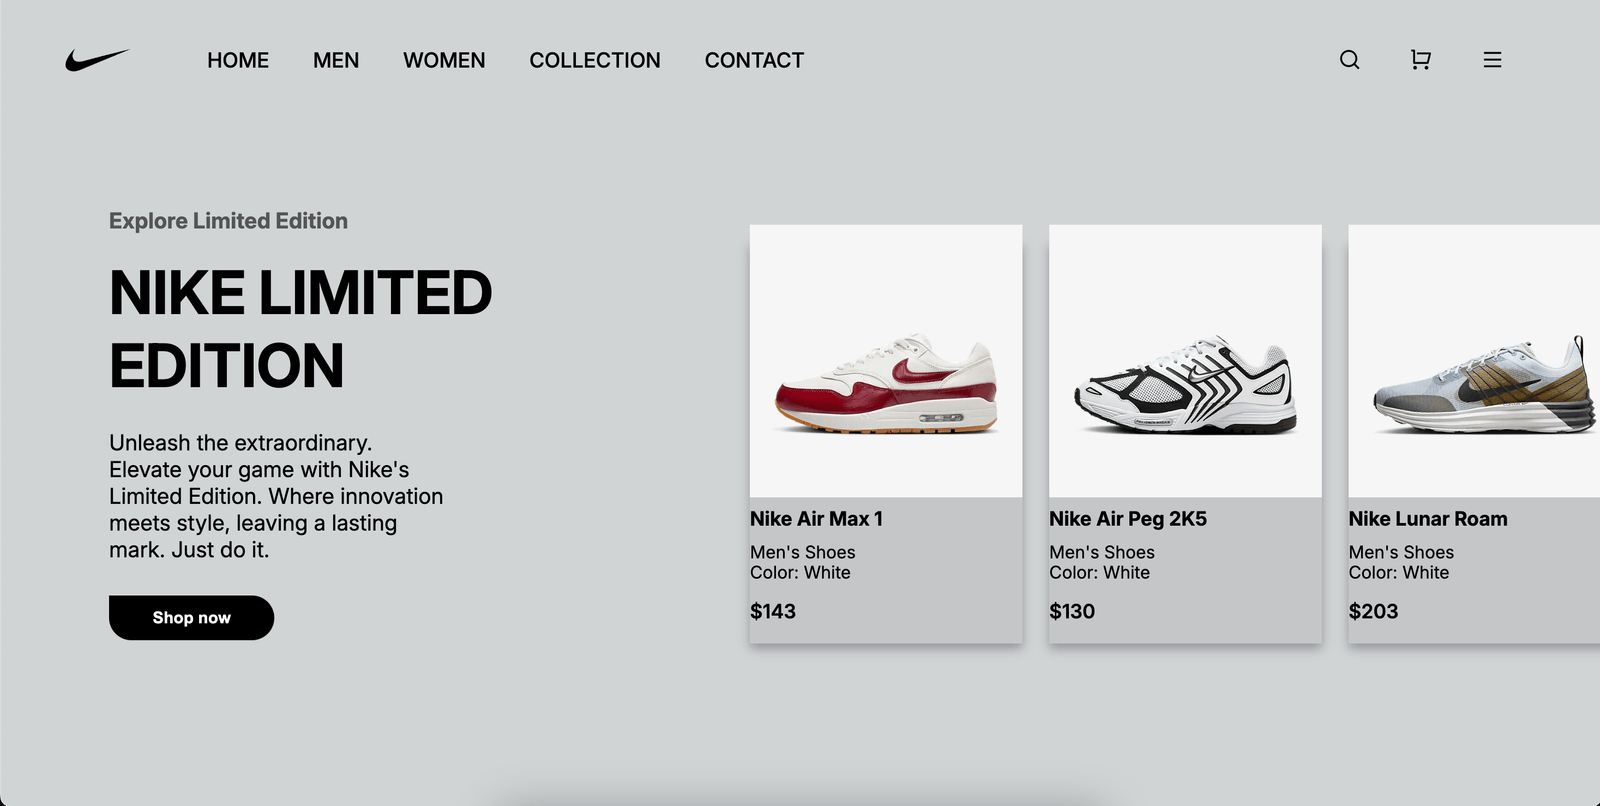 HOME MEN WOMEN COLLECTION CONTACT
Explore Limited Edition
NIKE LIMITED
EDITION
Unleash the extraordinary.
Elevate your game with Nike's
Limited Edition. Where innovation
meets style, leaving a lasting
mark. Just do it.
Shop now
Nike Air Max 1
Men's Shoes
Color: White
$143
Nike Air Peg 2K5
Men's Shoes
Color: White
$130
Nike Lunar Roam
Men's Shoes
Color: White
$203